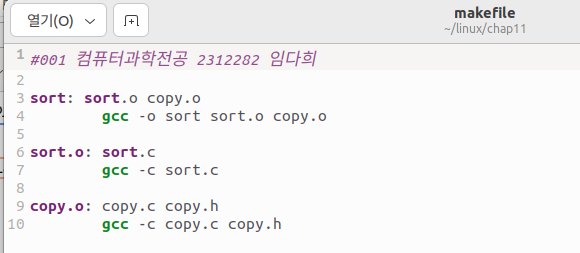 열기(O)
makefile
~/linux/chap11
1 #001 컴퓨터과학전공 2312282 임다희
2
3 sort: sort.o copy.o
4 gcc -o sort sort.o copy.o
5
6 sort.o: sort.c
7 gcc -c sort.c
8
9 copy.o: copy.c copy.h
10 gcc -c copy.c copy.h